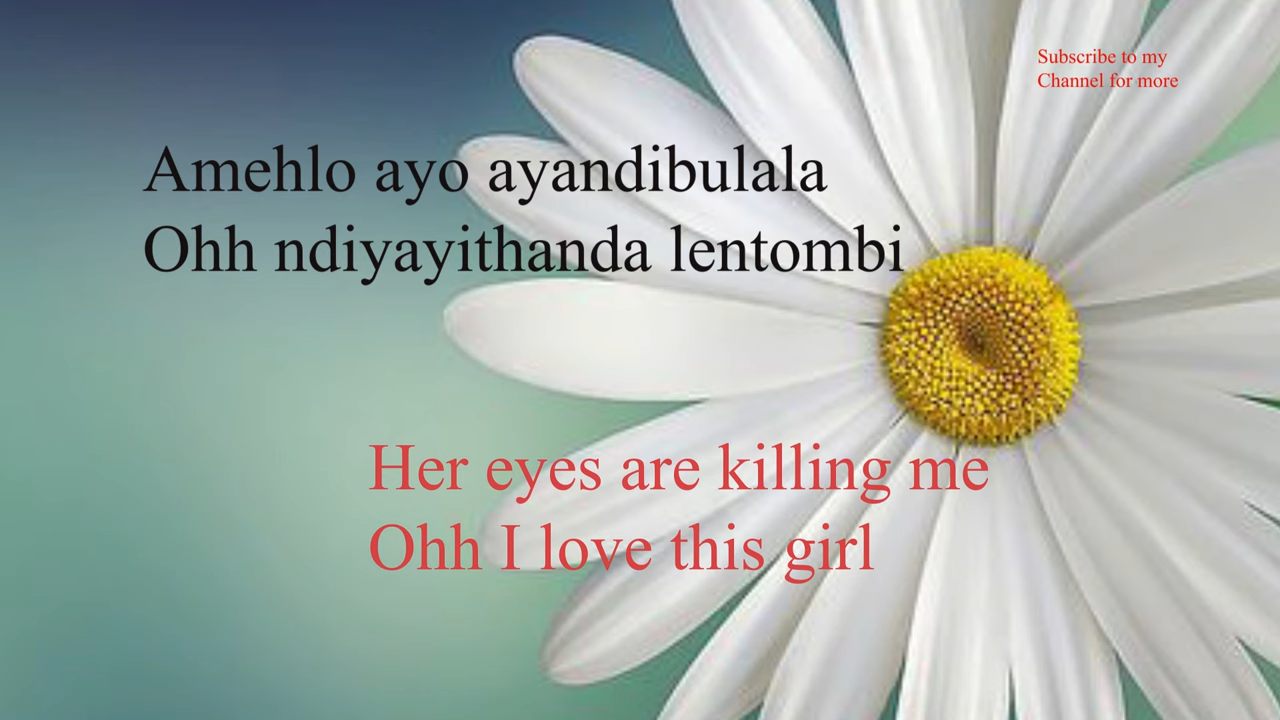 Subscribe to my
Channel for more
Amehlo ayo ayandibulala
Ohh ndiyayithanda lentombi
Her eyes are killing me
Ohh I love this girl